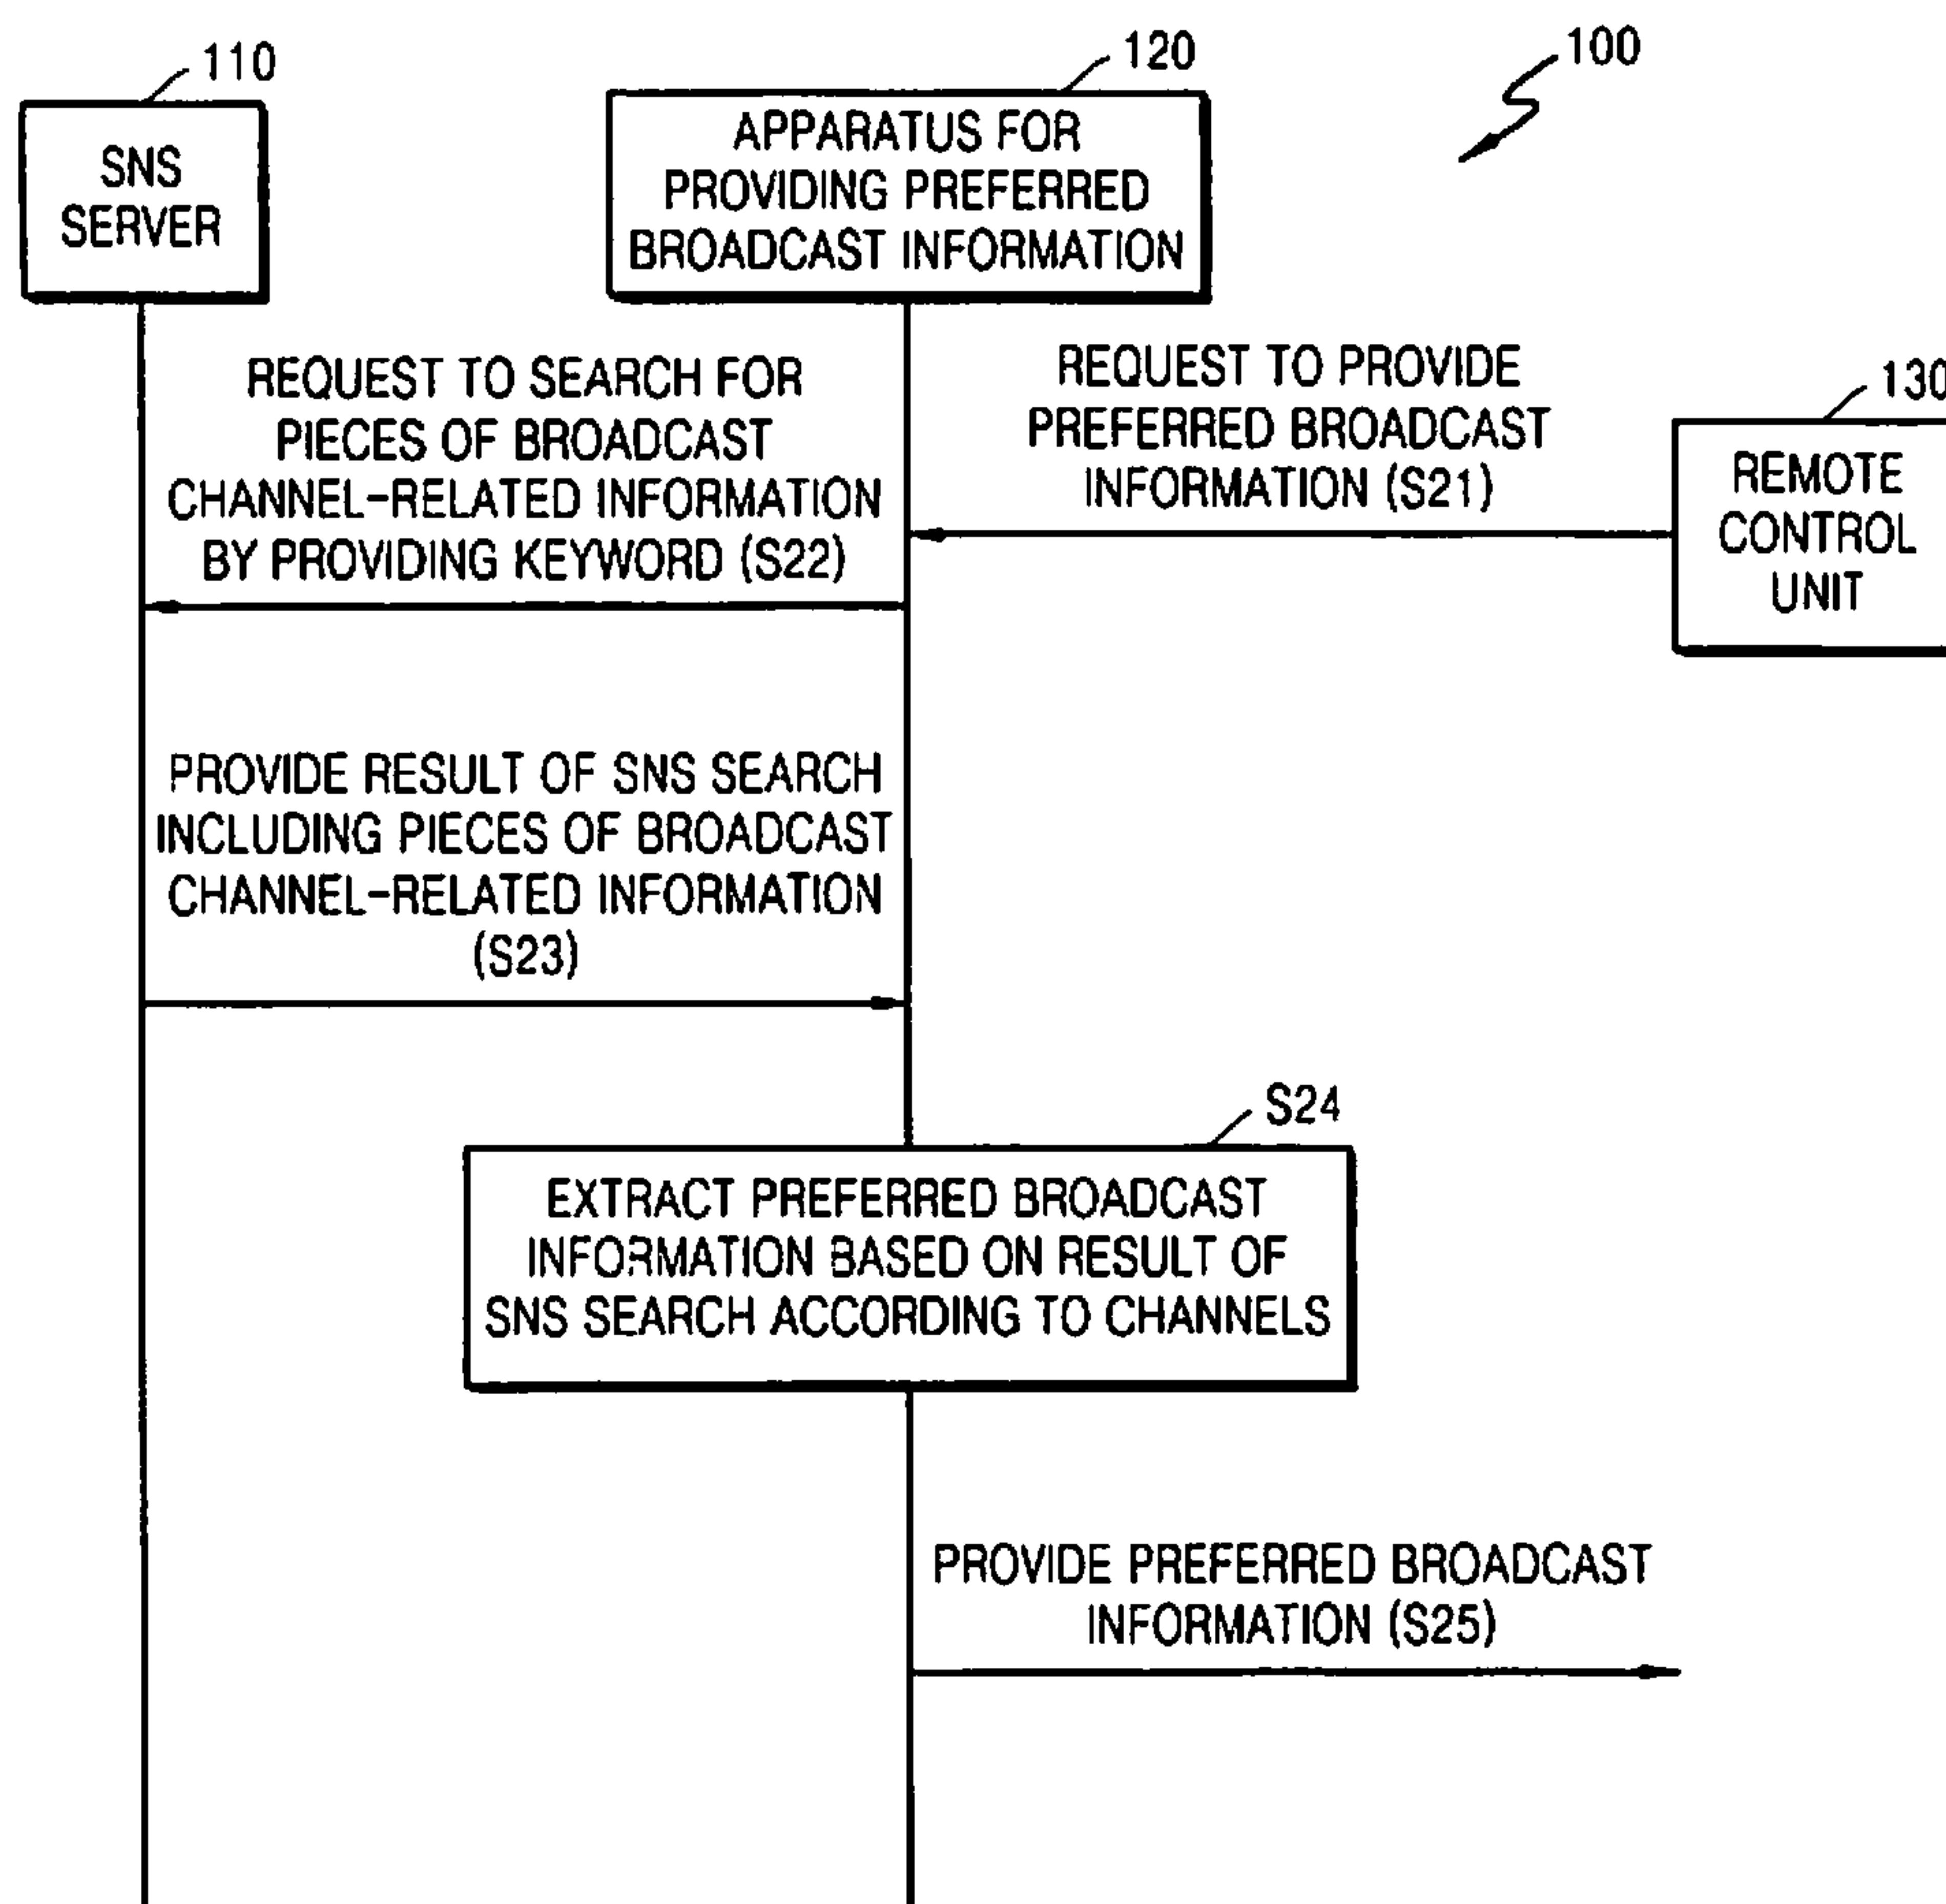 110
120
100
SNS
SERVER
APPARATUS FOR
PROVIDING PREFERRED
BROADCAST INFORMATION
REQUEST TO SEARCH FOR
PIECES OF BROADCAST
CHANNEL-RELATED INFORMATION
BY PROVIDING KEYWORD (S22)
REQUEST TO PROVIDE
PREFERRED BROADCAST
INFORMATION (S21)
130
REMOTE
CONTROL
UNIT
PROVIDE RESULT OF SNS SEARCH
INCLUDING PIECES OF BROADCAST
CHANNEL-RELATED INFORMATION
(S23)
S24
EXTRACT PREFERRED BROADCAST
INFORMATION BASED ON RESULT OF
SNS SEARCH ACCORDING TO CHANNELS
PROVIDE PREFERRED BROADCAST
INFORMATION (S25)